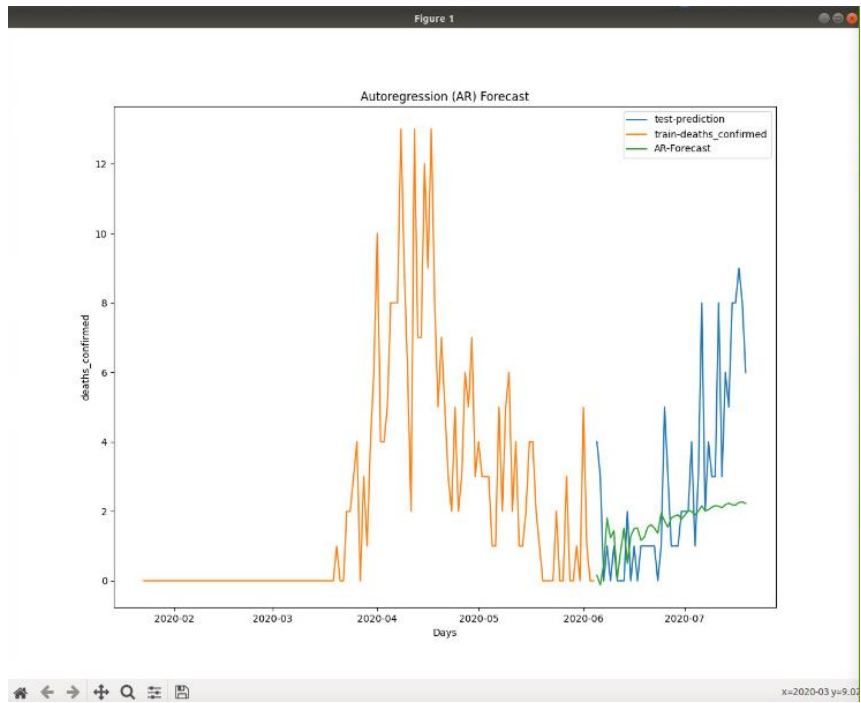 Figure 1
Autoregression (AR) Forecast
test-prediction
train-deaths_confirmed
AR-Forecast
12
10
8
6
4
2
0
deaths_confirmed
2020-02 2020-03 2020-04 2020-05 2020-06 2020-07
Days
x=2020-03 y=9.02